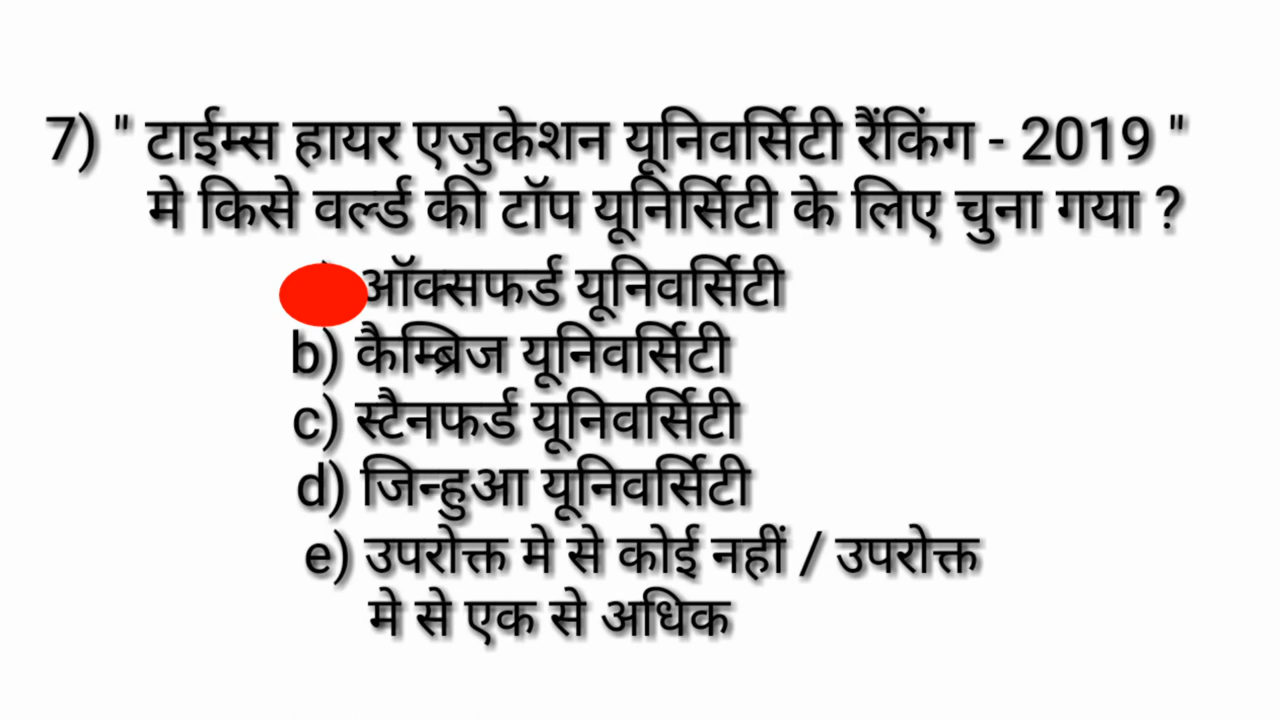 7) " टाईम्स हायर एजुकेशन यूनिवर्सिटी रैंकिंग - 2019 "
मे किसे वर्ल्ड की टॉप यूनिर्सिटी के लिए चुना गया ?
ऑक्सफर्ड यूनिवर्सिटी
b) कैम्ब्रिज यूनिवर्सिटी
c) स्टैनफर्ड यूनिवर्सिटी
d) जिन्हुआ यूनिवर्सिटी
e) उपरोक्त मे से कोई नहीं / उपरोक्त
मे से एक से अधिक